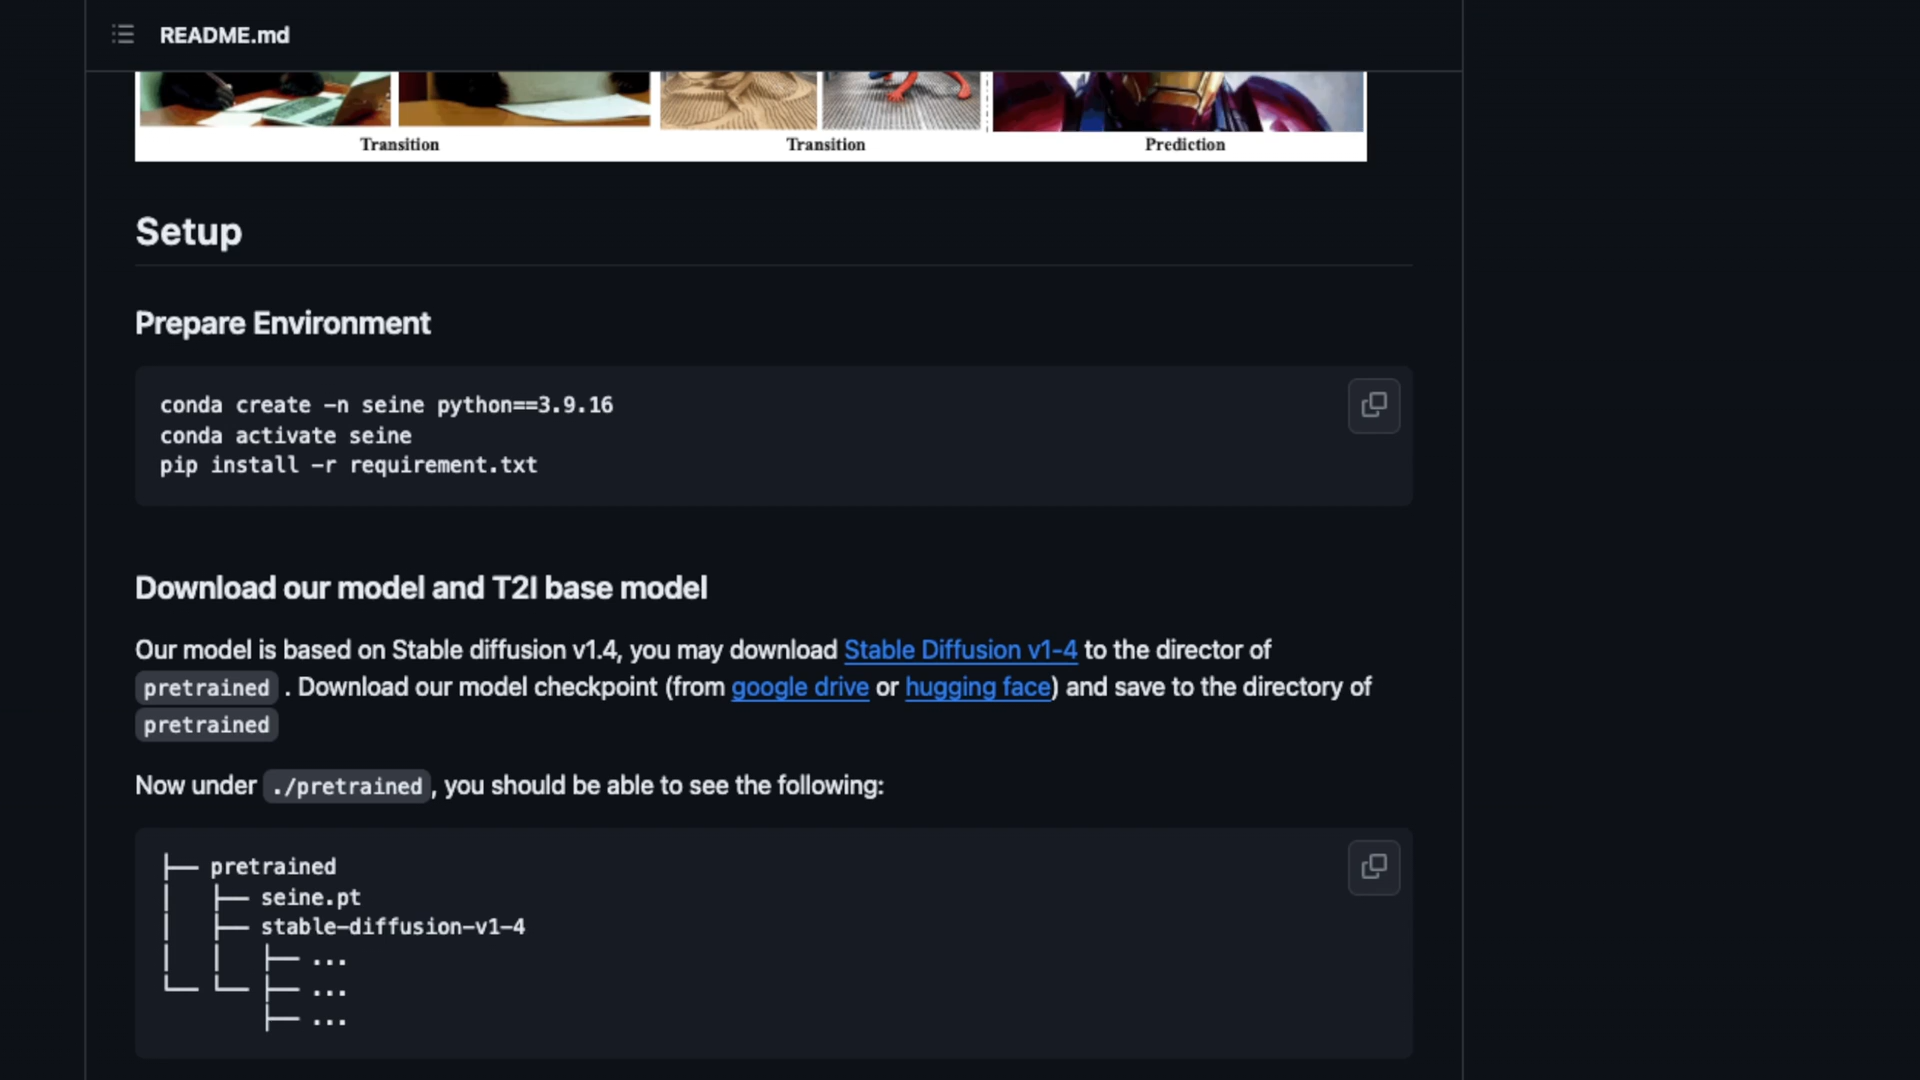 README.md
Transition Transition Prediction
Setup
Prepare Environment
conda create -n seine python==3.9.16
conda activate seine
pip install -r requirement.txt
Download our model and T2I base model
Our model is based on Stable diffusion v1.4, you may download Stable Diffusion v1-4 to the director of
pretrained . Download our model checkpoint (from google drive or hugging face) and save to the directory of
pretrained
Now under ./pretrained, you should be able to see the following:
├── pretrained
│   ├── seine.pt
│   ├── stable-diffusion-v1-4
│   │   ├── ...
└── └── ├── ...
        ├── ...